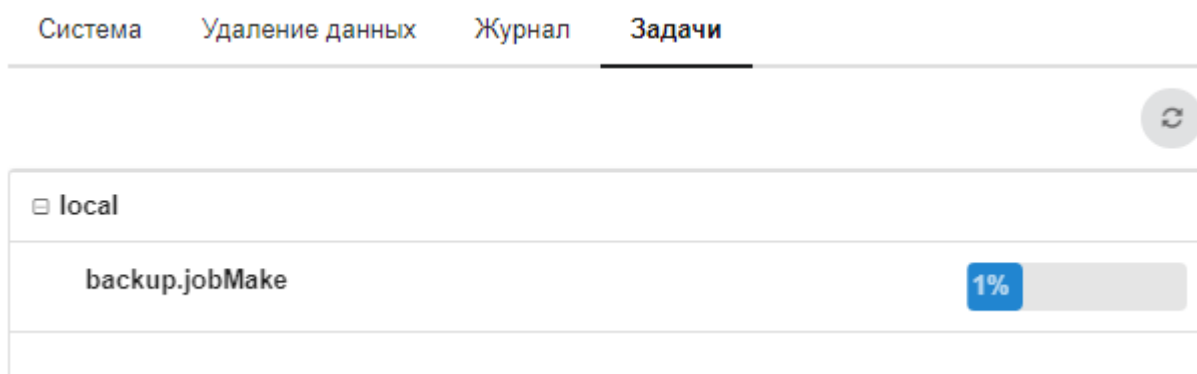 Система Удаление данных Журнал Задачи
local
backup.jobMake 1%